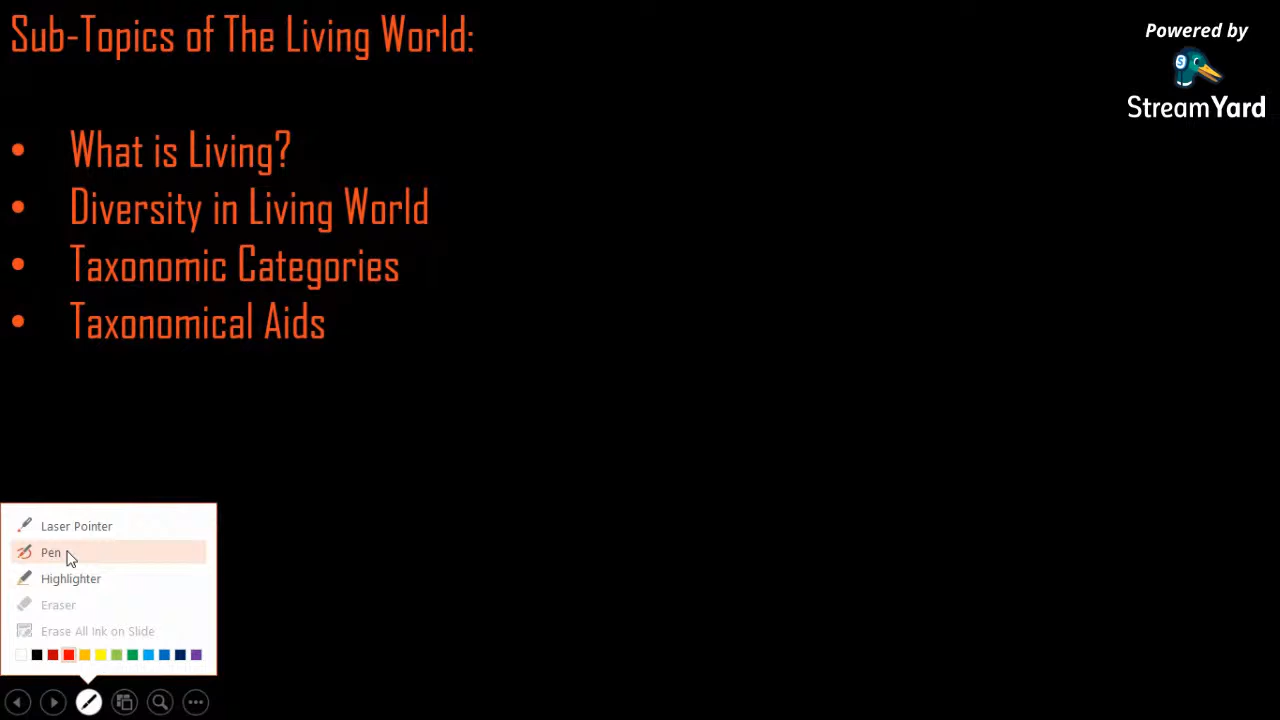 Sub-Topics of The Living World:
Powered by
StreamYard
• What is Living?
• Diversity in Living World
• Taxonomic Categories
• Taxonomical Aids
Laser Pointer
Pen
Highlighter
Eraser
Erase All Ink on Slide